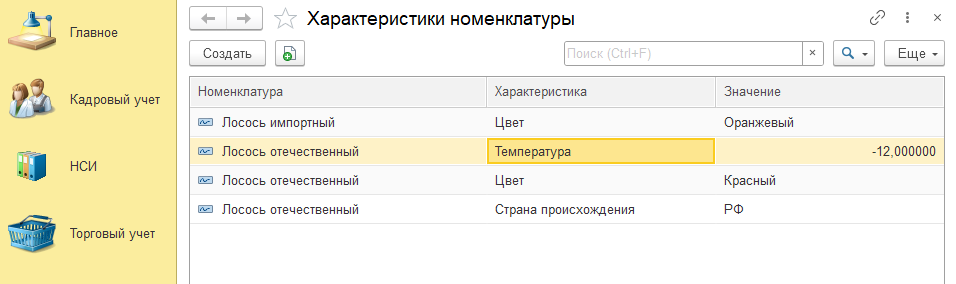 Главное
Кадровый учет
НСИ
Торговый учет
Характеристики номенклатуры
Создать
Поиск (Ctrl+F)
Еще
Номенклатура Характеристика Значение
Лосось импортный Цвет Оранжевый
Лосось отечественный Температура -12,000000
Лосось отечественный Цвет Красный
Лосось отечественный Страна происхождения РФ